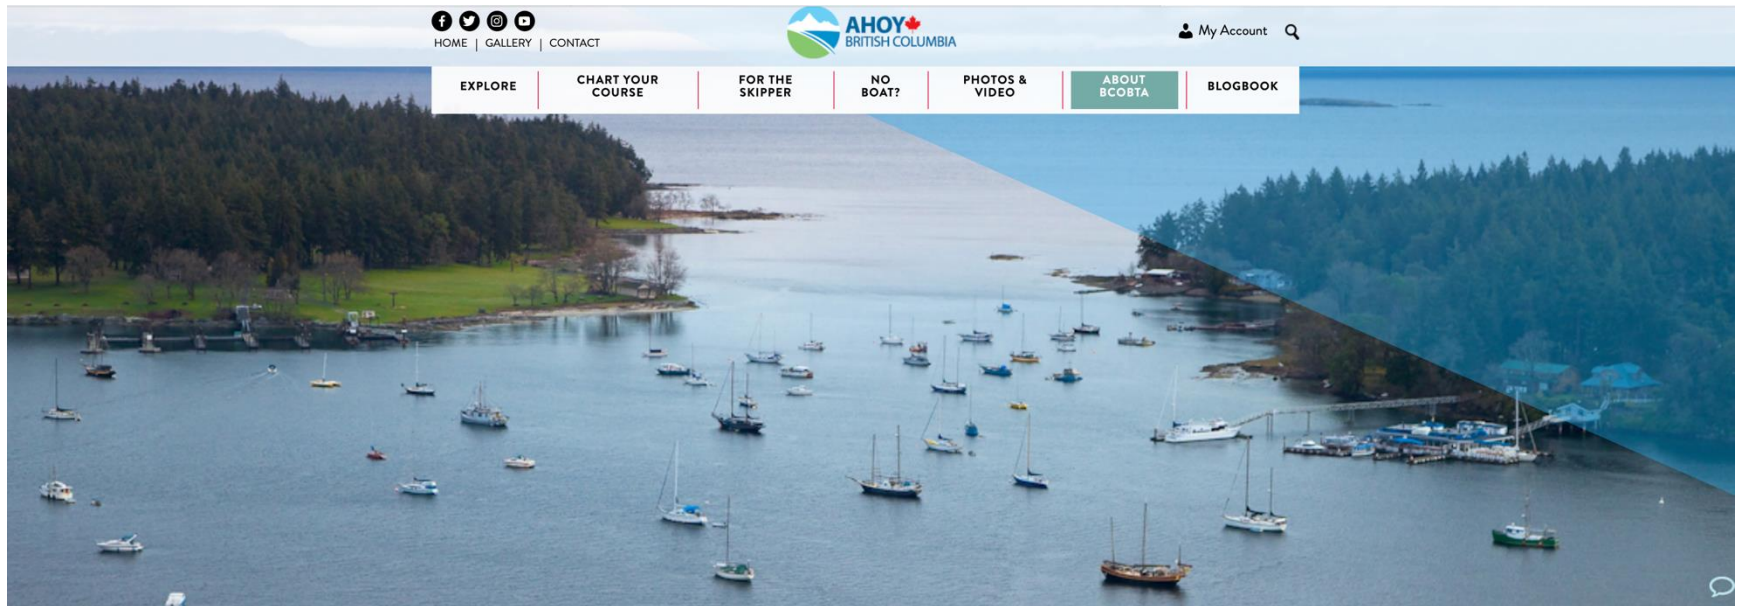 HOME | GALLERY | CONTACT
AHOY
BRITISH COLUMBIA
My Account
EXPLORE
CHART YOUR
COURSE
FOR THE
SKIPPER
NO
BOAT?
PHOTOS &
VIDEO
ABOUT
BCOBTA
BLOGBOOK